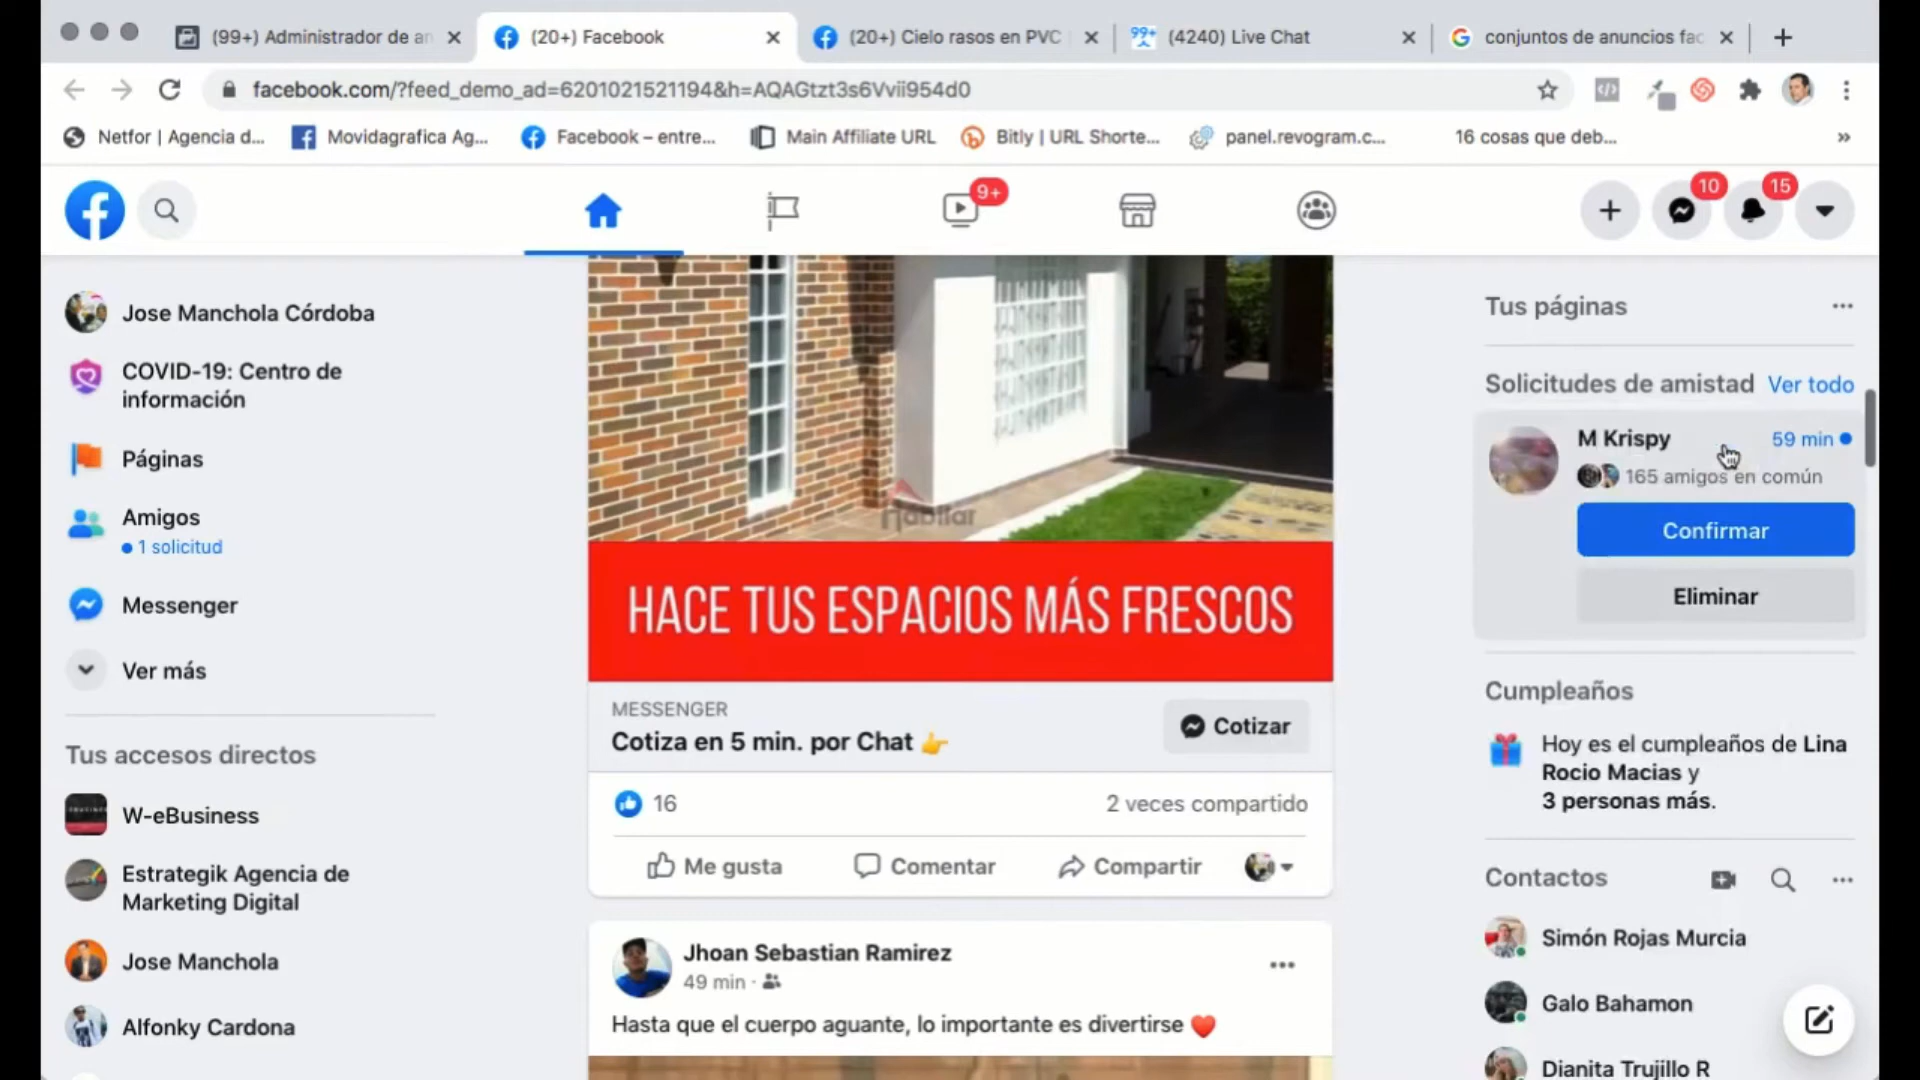 (99+) Administrador de an
(20+) Facebook
(20+) Cielo rasos en PVC
99+
(4240) Live Chat
conjuntos de anuncios fac
facebook.com/?feed_demo_ad=6201021521194&h=AQAGtzt3s6Vvii954d0
Netfor | Agencia d...
Movidagrafica Ag...
Facebook – entre...
Main Affiliate URL
Bitly | URL Shorte...
panel.revogram.c...
16 cosas que deb...
»
9+
10
15
Jose Manchola Córdoba
COVID-19: Centro de
información
Páginas
Amigos
1 solicitud
Messenger
Ver más
Tus accesos directos
W-eBusiness
Estrategik Agencia de
Marketing Digital
Jose Manchola
Alfonky Cardona
Habitar
HACE TUS ESPACIOS MÁS FRESCOS
MESSENGER
Cotiza en 5 min. por Chat 👉
Cotizar
16
2 veces compartido
Me gusta
Comentar
Compartir
Jhoan Sebastian Ramirez
49 min ·
Hasta que el cuerpo aguante, lo importante es divertirse ♥
Tus páginas
Solicitudes de amistad
Ver todo
M Krispy
59 min
165 amigos en común
Confirmar
Eliminar
Cumpleaños
Hoy es el cumpleaños de Lina
Rocio Macias y
3 personas más.
Contactos
Simón Rojas Murcia
Galo Bahamon
Dianita Trujillo R